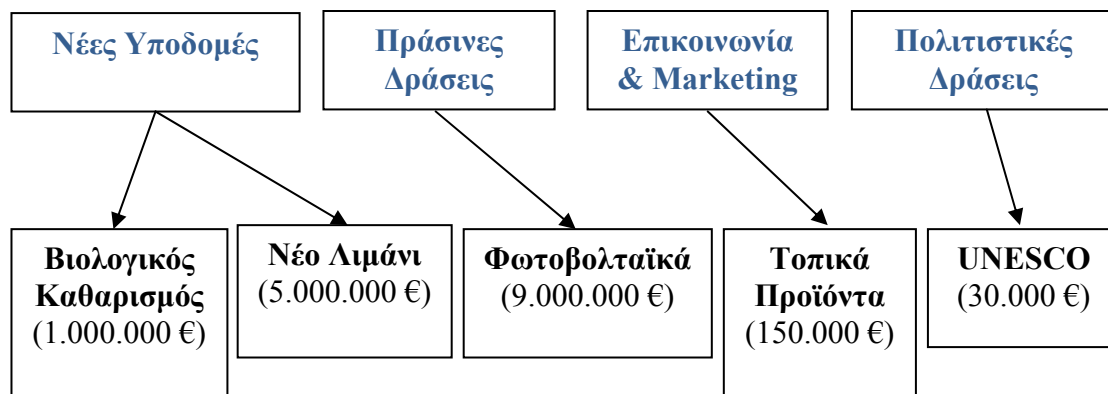 Νέες Υποδομές
Πράσινες
Δράσεις
Επικοινωνία
& Marketing
Πολιτιστικές
Δράσεις
Βιολογικός
Καθαρισμός
(1.000.000 €)
Νέο Λιμάνι
(5.000.000 €)
Φωτοβολταϊκά
(9.000.000 €)
Τοπικά
Προϊόντα
(150.000 €)
UNESCO
(30.000 €)